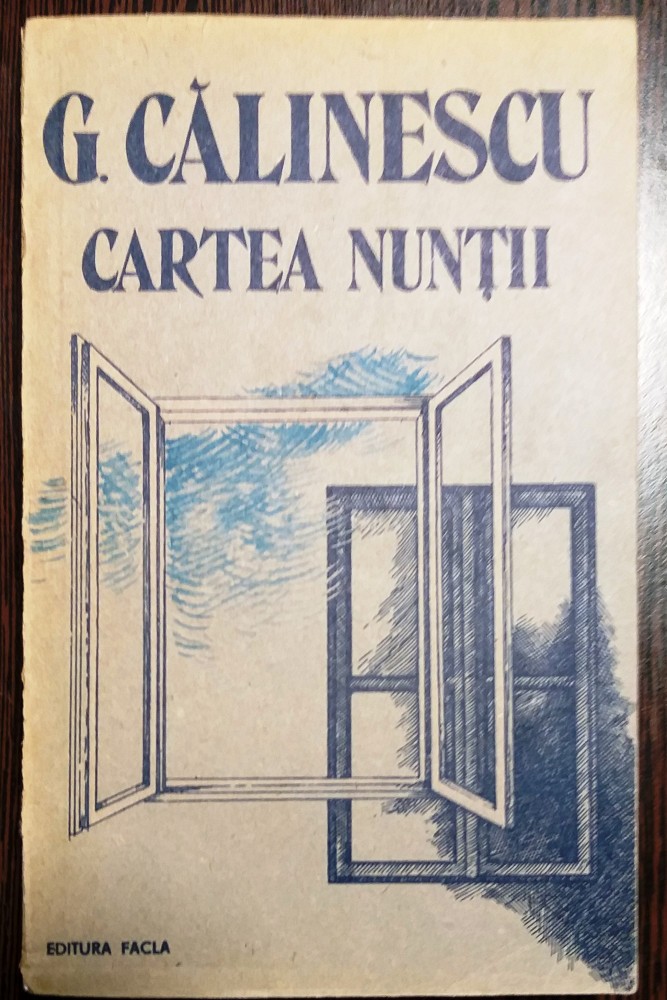 G. CĂLINESCU
CARTEA NUNȚII
EDITURA FACLA